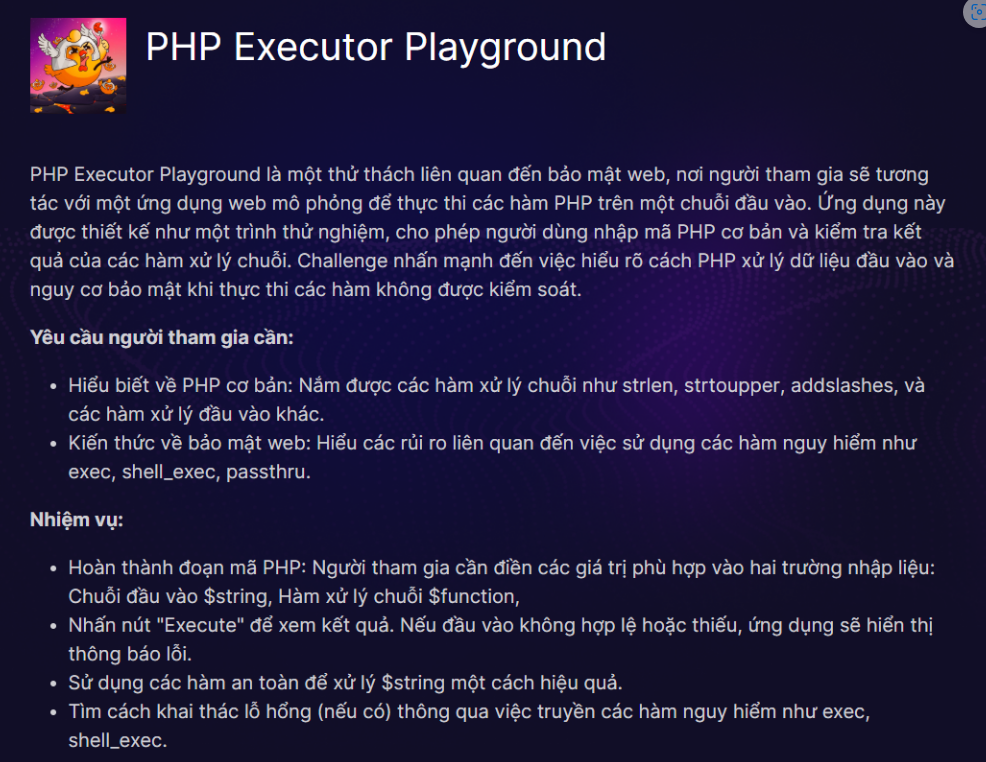 PHP Executor Playground
PHP Executor Playground là một thử thách liên quan đến bảo mật web, nơi người tham gia sẽ tương
tác với một ứng dụng web mô phỏng để thực thi các hàm PHP trên một chuỗi đầu vào. Ứng dụng này
được thiết kế như một trình thử nghiệm, cho phép người dùng nhập mã PHP cơ bản và kiểm tra kết
quả của các hàm xử lý chuỗi. Challenge nhấn mạnh đến việc hiểu rõ cách PHP xử lý dữ liệu đầu vào và
nguy cơ bảo mật khi thực thi các hàm không được kiểm soát.
Yêu cầu người tham gia cần:
• Hiểu biết về PHP cơ bản: Nắm được các hàm xử lý chuỗi như strlen, strtoupper, addslashes, và
các hàm xử lý đầu vào khác.
• Kiến thức về bảo mật web: Hiểu các rủi ro liên quan đến việc sử dụng các hàm nguy hiểm như
exec, shell_exec, passthru.
Nhiệm vụ:
• Hoàn thành đoạn mã PHP: Người tham gia cần điền các giá trị phù hợp vào hai trường nhập liệu:
Chuỗi đầu vào $string, Hàm xử lý chuỗi $function,
• Nhấn nút "Execute" để xem kết quả. Nếu đầu vào không hợp lệ hoặc thiếu, ứng dụng sẽ hiển thị
thông báo lỗi.
• Sử dụng các hàm an toàn để xử lý $string một cách hiệu quả.
• Tìm cách khai thác lỗ hổng (nếu có) thông qua việc truyền các hàm nguy hiểm như exec,
shell_exec.